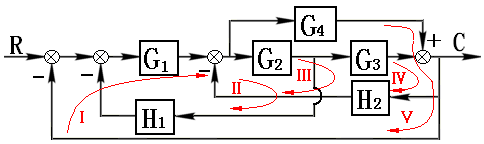 G₄
R G₁ G₂ G₃ + C
− − − III IV
I II H₂ V
H₁